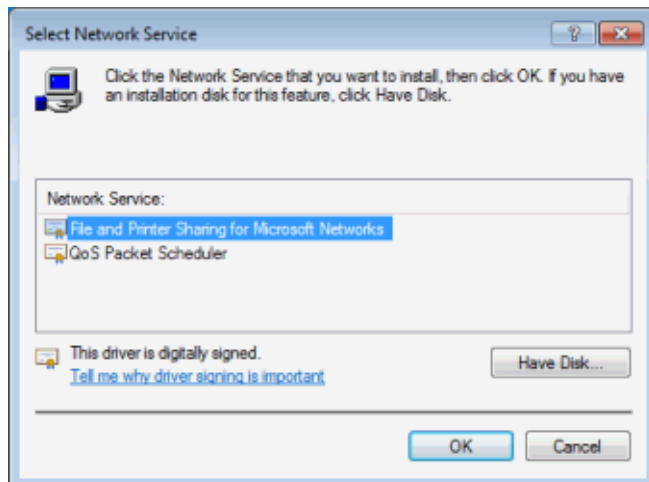 Select Network Service
Click the Network Service that you want to install, then click OK. If you have
an installation disk for this feature, click Have Disk.
Network Service:
File and Printer Sharing for Microsoft Networks
QoS Packet Scheduler
This driver is digitally signed.
Tell me why driver signing is important
Have Disk...
OK
Cancel